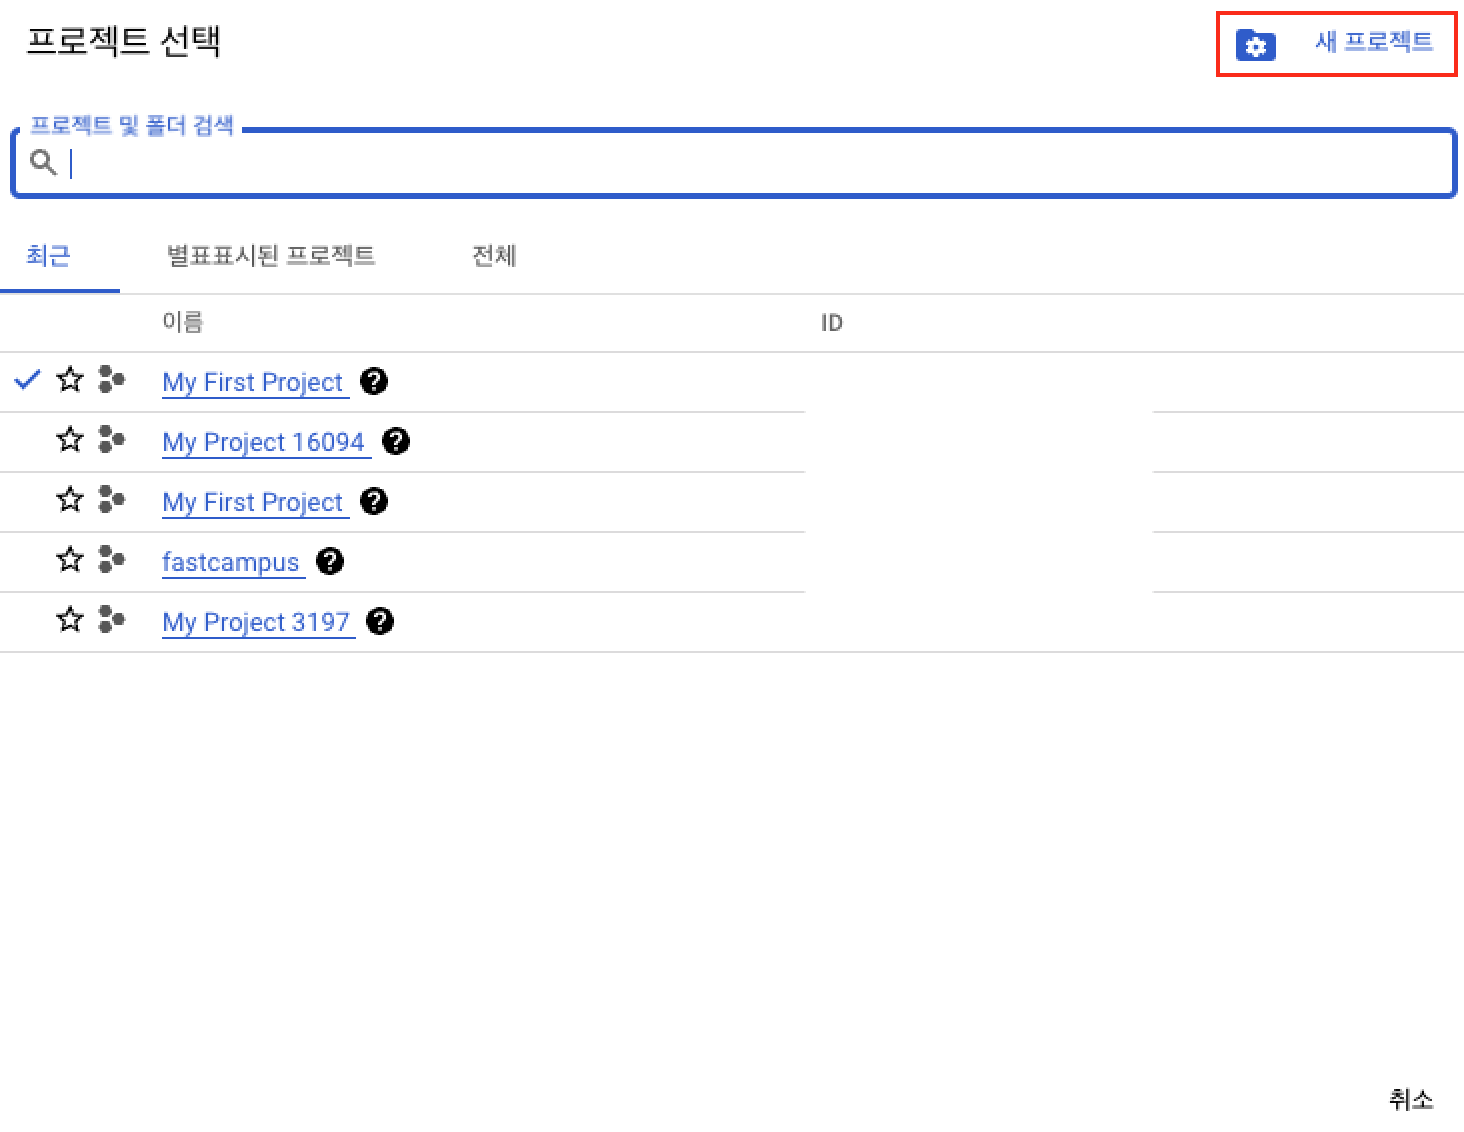 프로젝트 선택
새 프로젝트
프로젝트 및 폴더 검색
최근 별표표시된 프로젝트 전체
이름 ID
My First Project
My Project 16094
My First Project
fastcampus
My Project 3197
취소